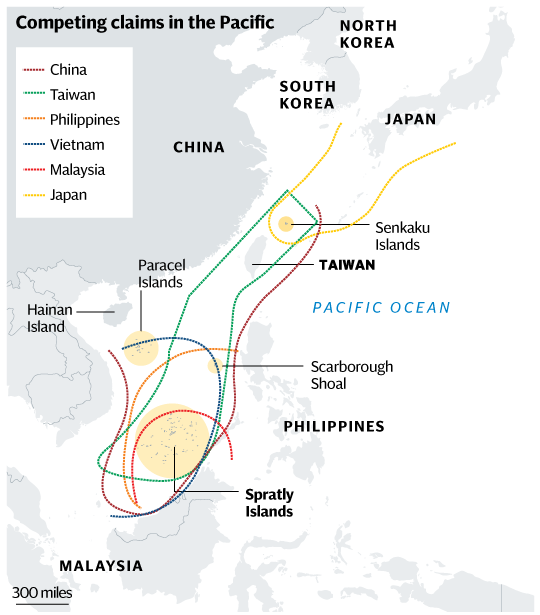 Competing claims in the Pacific
China
Taiwan
Philippines
Vietnam
Malaysia
Japan
NORTH
KOREA
SOUTH
KOREA
JAPAN
CHINA
Senkaku
Islands
TAIWAN
Paracel
Islands
Hainan
Island
PACIFIC OCEAN
Scarborough
Shoal
PHILIPPINES
Spratly
Islands
MALAYSIA
300 miles